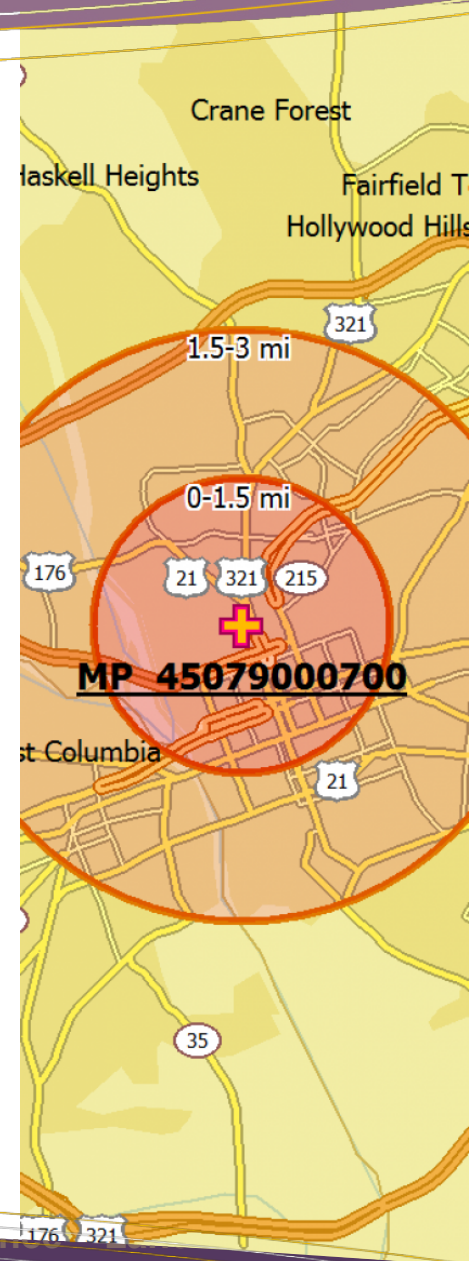 Crane Forest
Haskell Heights
Fairfield T
Hollywood Hills
321
1.5-3 mi
0-1.5 mi
176
21
321
215
MP 45079000700
st Columbia
21
35
176
321